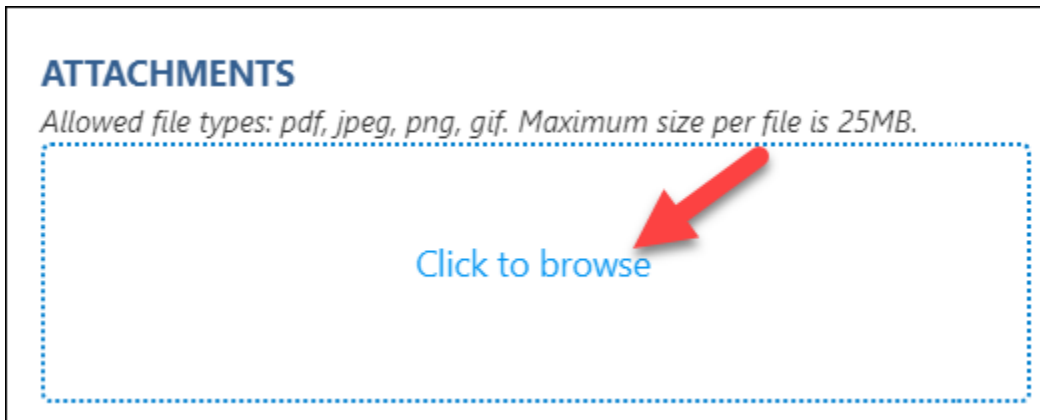 ATTACHMENTS
Allowed file types: pdf, jpeg, png, gif. Maximum size per file is 25MB.
Click to browse